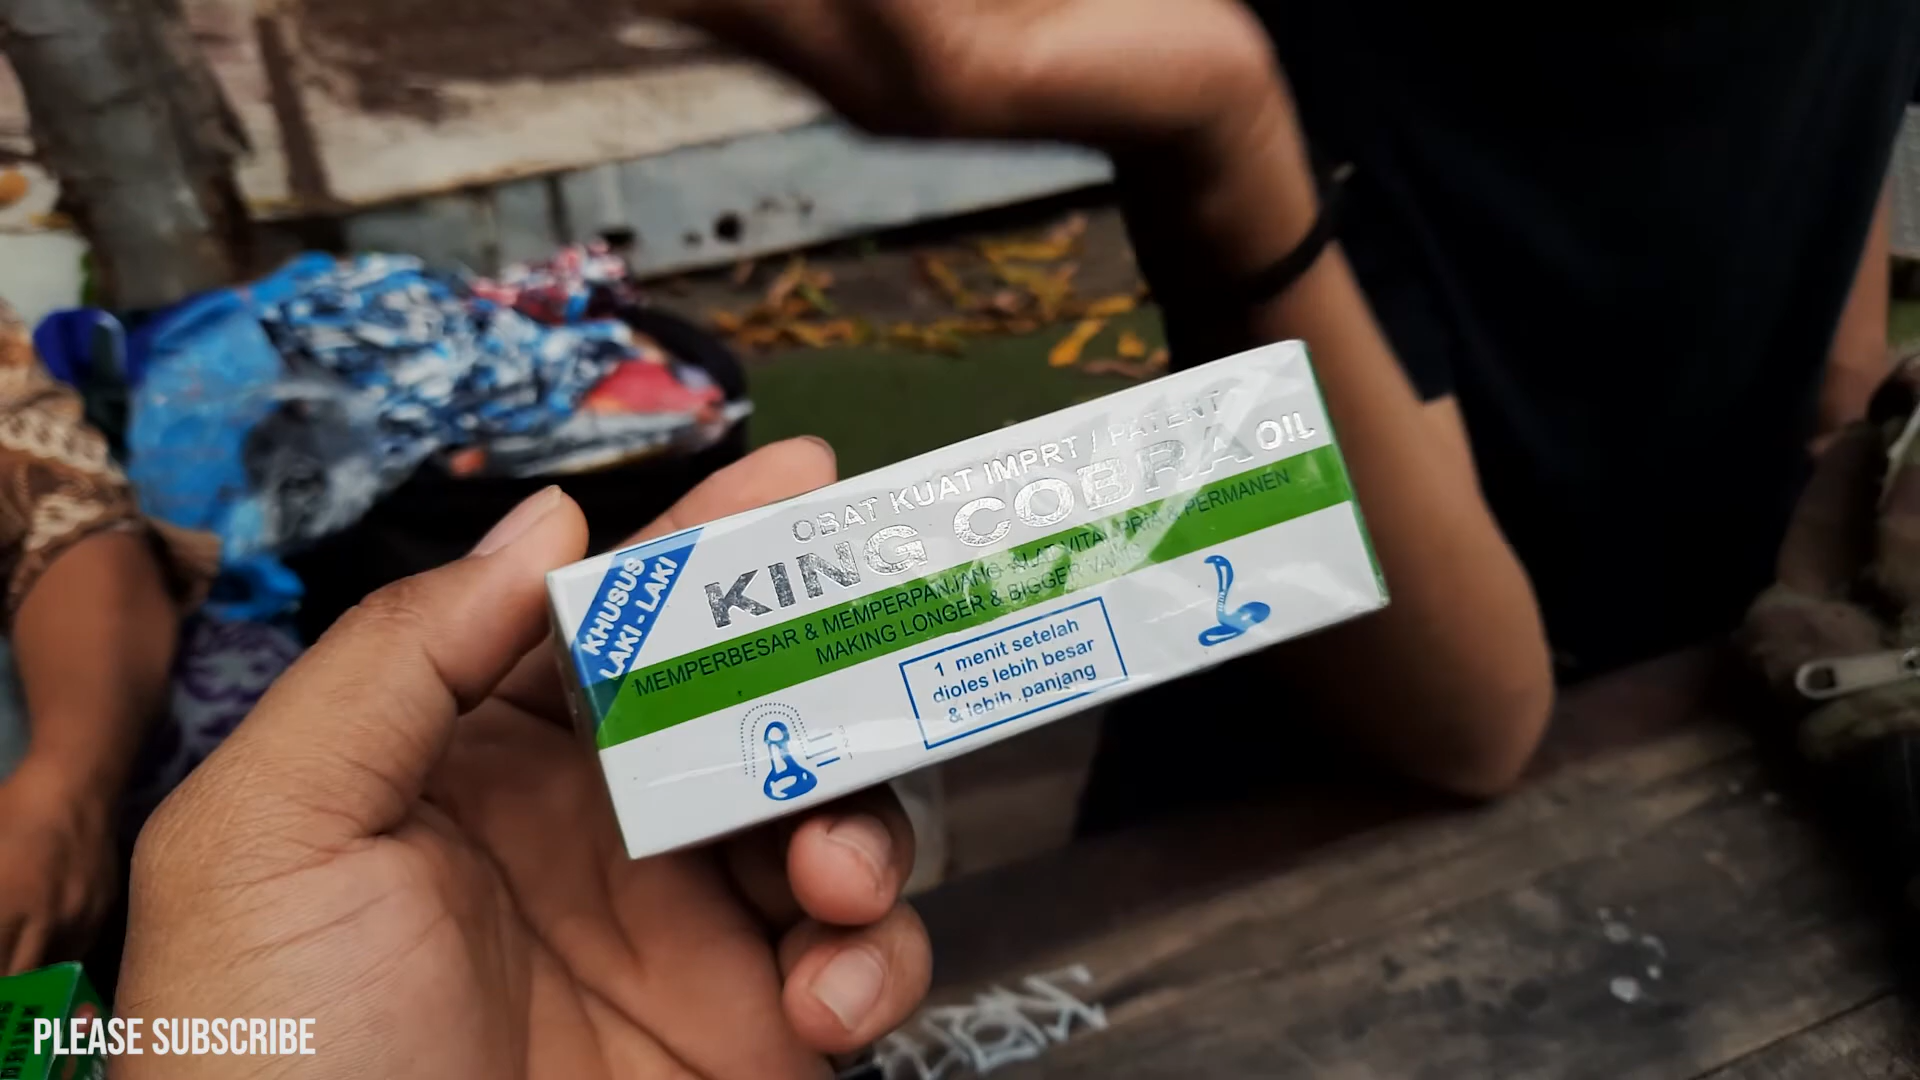 OBAT KUAT IMPRT / PATENT
KING COBRA OIL
KHUSUS
LAKI - LAKI
MEMPERBESAR & MEMPERPANJANG ALAT VITAL PRIA & PERMANEN
MAKING LONGER & BIGGER
1 menit setelah
dioles lebih besar
& lebih panjang
PLEASE SUBSCRIBE